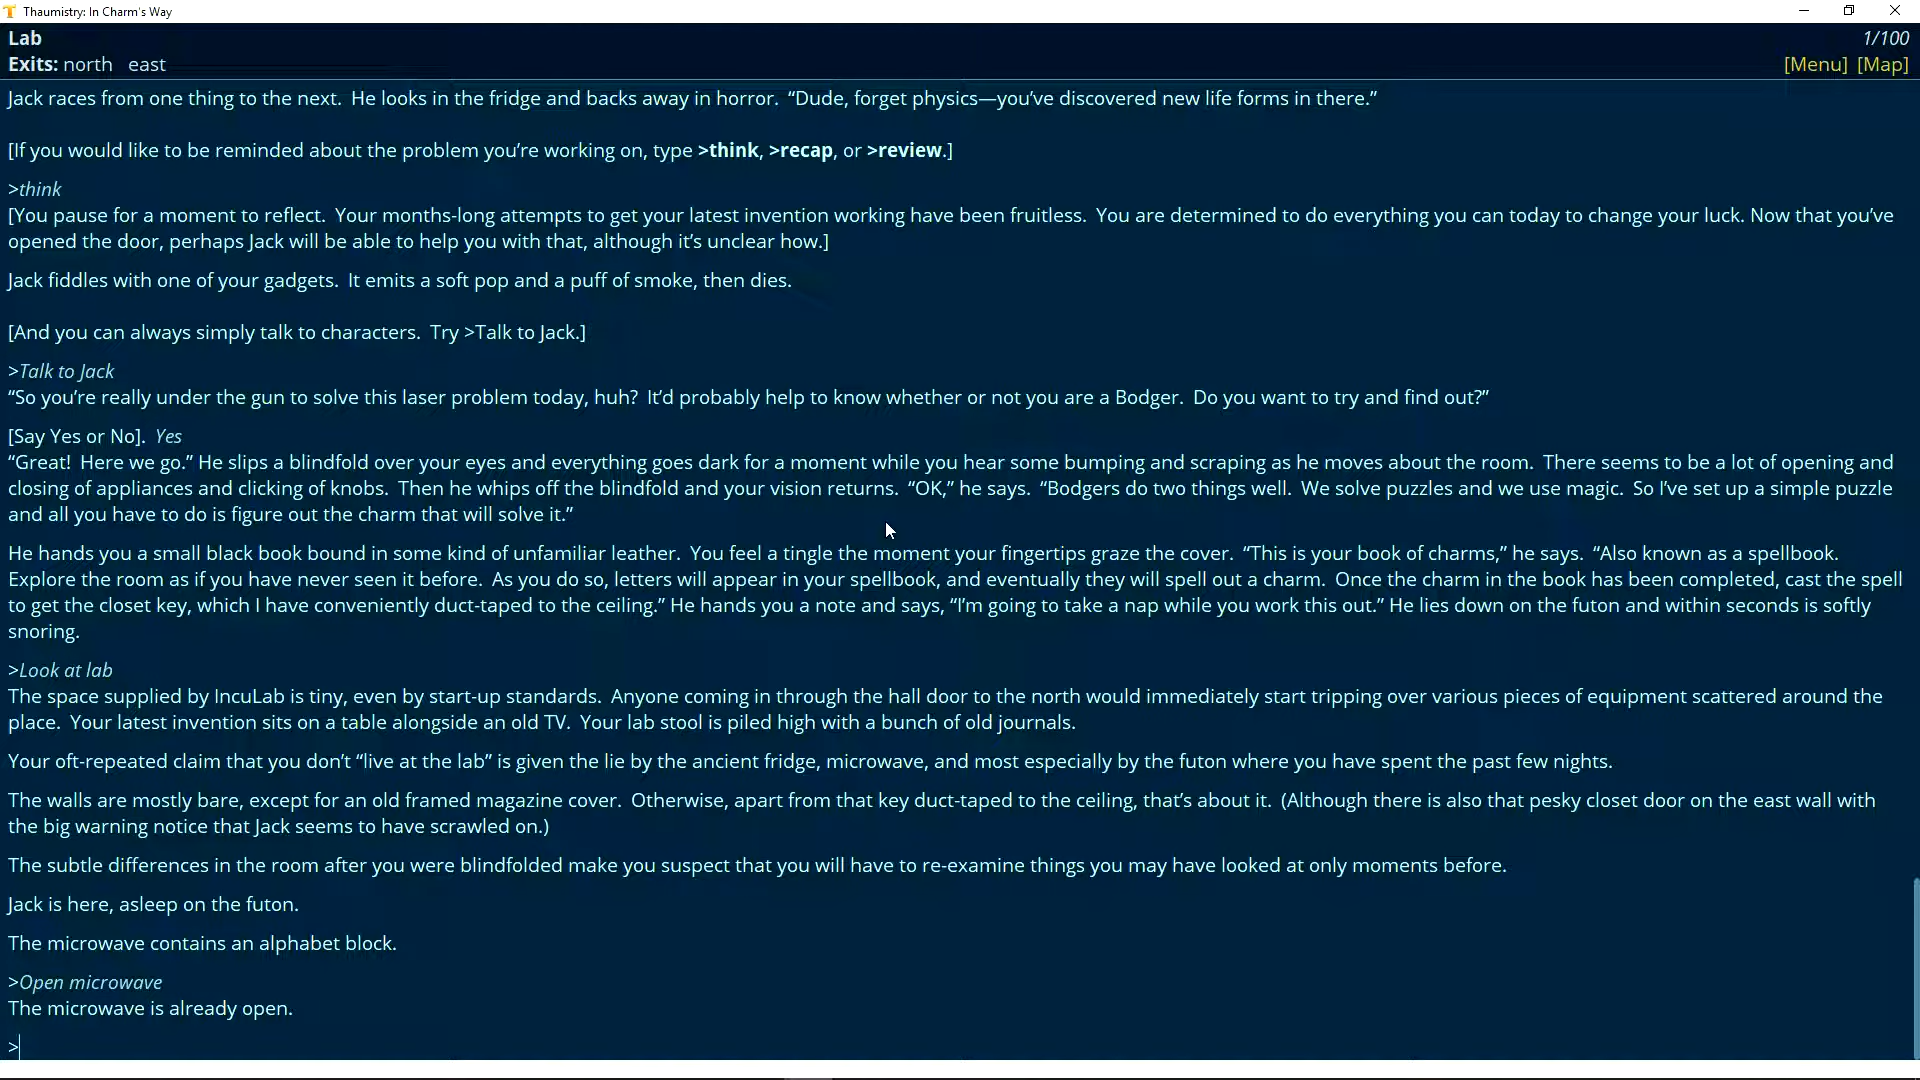 Thaumistry: In Charm's Way
Lab
1/100
Exits: north east
[Menu] [Map]
Jack races from one thing to the next. He looks in the fridge and backs away in horror. “Dude, forget physics—you’ve discovered new life forms in there.”
[If you would like to be reminded about the problem you’re working on, type >think, >recap, or >review.]
>think
[You pause for a moment to reflect. Your months-long attempts to get your latest invention working have been fruitless. You are determined to do everything you can today to change your luck. Now that you’ve
opened the door, perhaps Jack will be able to help you with that, although it’s unclear how.]
Jack fiddles with one of your gadgets. It emits a soft pop and a puff of smoke, then dies.
[And you can always simply talk to characters. Try >Talk to Jack.]
>Talk to Jack
“So you’re really under the gun to solve this laser problem today, huh? It’d probably help to know whether or not you are a Bodger. Do you want to try and find out?”
[Say Yes or No]. Yes
“Great! Here we go.” He slips a blindfold over your eyes and everything goes dark for a moment while you hear some bumping and scraping as he moves about the room. There seems to be a lot of opening and
closing of appliances and clicking of knobs. Then he whips off the blindfold and your vision returns. “OK,” he says. “Bodgers do two things well. We solve puzzles and we use magic. So I’ve set up a simple puzzle
and all you have to do is figure out the charm that will solve it.”
He hands you a small black book bound in some kind of unfamiliar leather. You feel a tingle the moment your fingertips graze the cover. “This is your book of charms,” he says. “Also known as a spellbook.
Explore the room as if you have never seen it before. As you do so, letters will appear in your spellbook, and eventually they will spell out a charm. Once the charm in the book has been completed, cast the spell
to get the closet key, which I have conveniently duct-taped to the ceiling.” He hands you a note and says, “I’m going to take a nap while you work this out.” He lies down on the futon and within seconds is softly
snoring.
>Look at lab
The space supplied by IncuLab is tiny, even by start-up standards. Anyone coming in through the hall door to the north would immediately start tripping over various pieces of equipment scattered around the
place. Your latest invention sits on a table alongside an old TV. Your lab stool is piled high with a bunch of old journals.
Your oft-repeated claim that you don’t “live at the lab” is given the lie by the ancient fridge, microwave, and most especially by the futon where you have spent the past few nights.
The walls are mostly bare, except for an old framed magazine cover. Otherwise, apart from that key duct-taped to the ceiling, that’s about it. (Although there is also that pesky closet door on the east wall with
the big warning notice that Jack seems to have scrawled on.)
The subtle differences in the room after you were blindfolded make you suspect that you will have to re-examine things you may have looked at only moments before.
Jack is here, asleep on the futon.
The microwave contains an alphabet block.
>Open microwave
The microwave is already open.
>